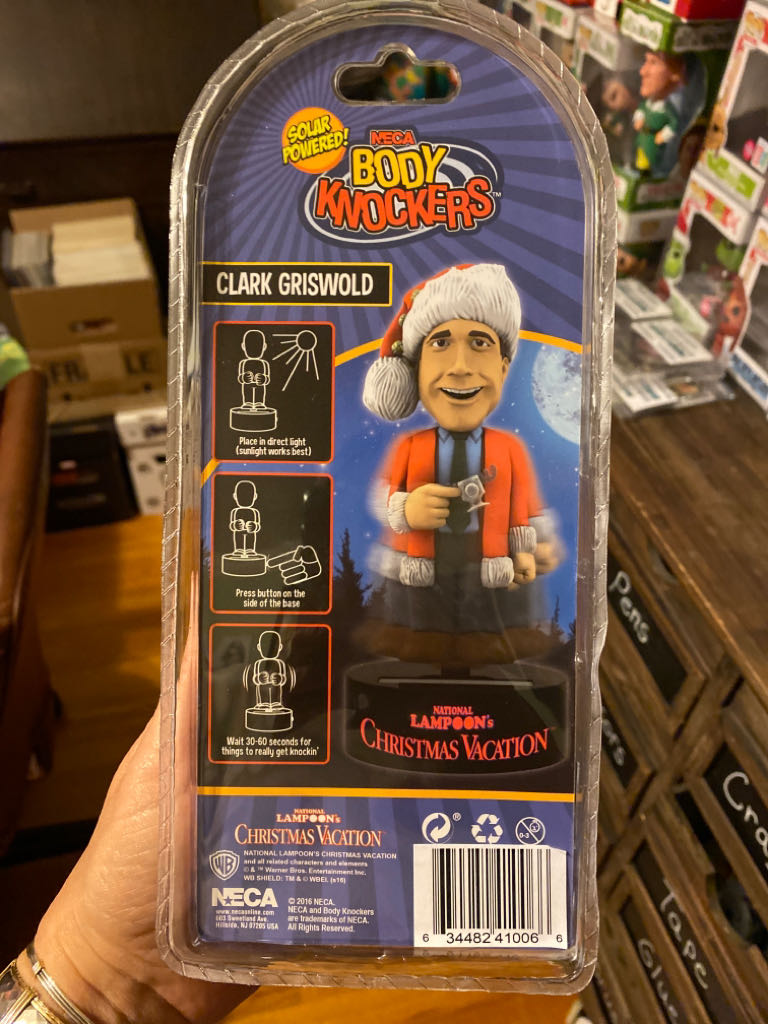 SOLAR
POWERED!
NECA
BODY
KNOCKERS™
CLARK GRISWOLD
Place in direct light
(sunlight works best)
Press button on the
side of the base
Wait 30-60 seconds for
things to really get knockin'
NATIONAL
LAMPOON'S
CHRISTMAS VACATION
NATIONAL
LAMPOON'S
CHRISTMAS VACATION
WB
NATIONAL LAMPOON'S CHRISTMAS VACATION
and all related characters and elements
© & ™ Warner Bros. Entertainment Inc.
WB SHIELD: TM & © WBEI. (s16)
NECA
www.necaonline.com
603 Sweetland Ave.
Hillside, NJ 07205 USA
© 2016 NECA.
NECA and Body Knockers
are trademarks of NECA.
All Rights Reserved.
®
0-3
6 34482 41006 6
Pens
Tape
Glue